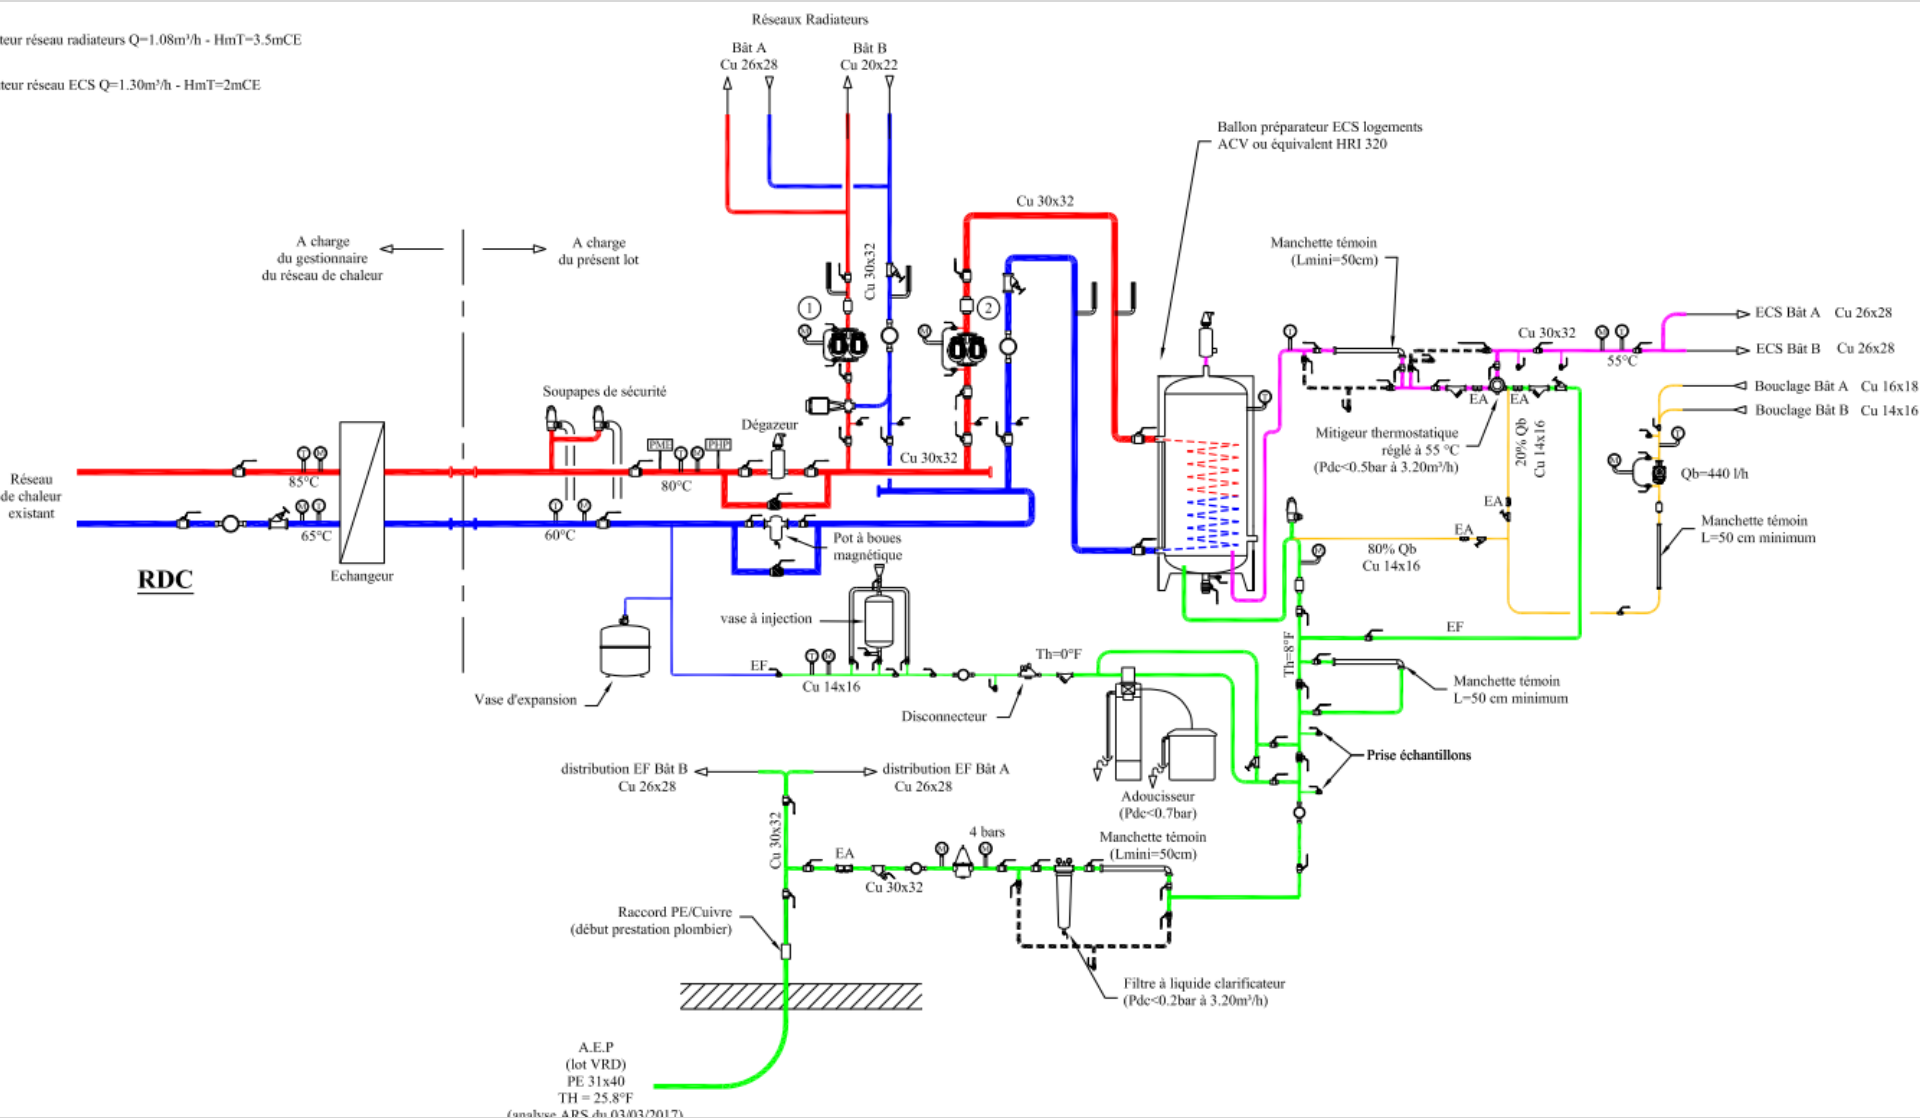 Réseaux Radiateurs
teur réseau radiateurs Q=1.08m³/h - HmT=3.5mCE
teur réseau ECS Q=1.30m³/h - HmT=2mCE
Bât A
Cu 26x28
Bât B
Cu 20x22
Ballon préparateur ECS logements
ACV ou équivalent HRI 320
Cu 30x32
A charge
du gestionnaire
du réseau de chaleur
A charge
du présent lot
Cu 30x32
Manchette témoin
(Lmini=50cm)
1
2
M
M
T
Cu 30x32
M
T
55°C
ECS Bât A Cu 26x28
ECS Bât B Cu 26x28
Bouclage Bât A Cu 16x18
Bouclage Bât B Cu 14x16
Soupapes de sécurité
Dégazeur
T
EA
EA
Mitigeur thermostatique
réglé à 55 °C
(Pdc<0.5bar à 3.20m³/h)
20% Qb
Cu 14x16
T
M
Qb=440 l/h
PMB
PHP
T
M
T
M
85°C
80°C
Cu 30x32
Réseau
de chaleur
existant
M
T
65°C
T
M
60°C
Echangeur
Pot à boues
magnétique
EA
EA
80% Qb
Cu 14x16
M
Manchette témoin
L=50 cm minimum
RDC
vase à injection
EF
Th=8°F
EF
T
M
Cu 14x16
Th=0°F
Vase d'expansion
Disconnecteur
Manchette témoin
L=50 cm minimum
Prise échantillons
distribution EF Bât B
Cu 26x28
distribution EF Bât A
Cu 26x28
Adoucisseur
(Pdc<0.7bar)
Cu 30x32
EA
Cu 30x32
M
4 bars
M
Manchette témoin
(Lmini=50cm)
Raccord PE/Cuivre
(début prestation plombier)
Filtre à liquide clarificateur
(Pdc<0.2bar à 3.20m³/h)
A.E.P
(lot VRD)
PE 31x40
TH = 25.8°F
(analyse ARS du 03/03/2017)